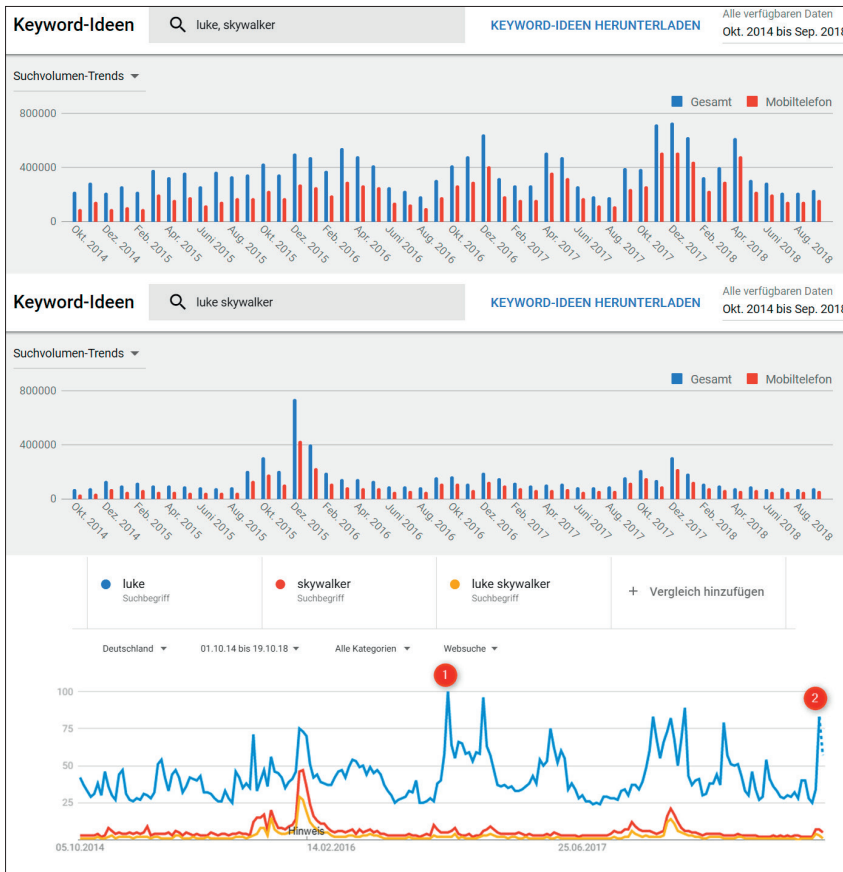 Keyword-Ideen luke, skywalker KEYWORD-IDEEN HERUNTERLADEN Alle verfügbaren Daten
Okt. 2014 bis Sep. 2018
Suchvolumen-Trends
Gesamt Mobiltelefon
800000
400000
0
Okt. 2014 Dez. 2014 Feb. 2015 Apr. 2015 Juni 2015 Aug. 2015 Okt. 2015 Dez. 2015 Feb. 2016 Apr. 2016 Juni 2016 Aug. 2016 Okt. 2016 Dez. 2016 Feb. 2017 Apr. 2017 Juni 2017 Aug. 2017 Okt. 2017 Dez. 2017 Feb. 2018 Apr. 2018 Juni 2018 Aug. 2018
Keyword-Ideen luke skywalker KEYWORD-IDEEN HERUNTERLADEN Alle verfügbaren Daten
Okt. 2014 bis Sep. 2018
Suchvolumen-Trends
Gesamt Mobiltelefon
800000
400000
0
Okt. 2014 Dez. 2014 Feb. 2015 Apr. 2015 Juni 2015 Aug. 2015 Okt. 2015 Dez. 2015 Feb. 2016 Apr. 2016 Juni 2016 Aug. 2016 Okt. 2016 Dez. 2016 Feb. 2017 Apr. 2017 Juni 2017 Aug. 2017 Okt. 2017 Dez. 2017 Feb. 2018 Apr. 2018 Juni 2018 Aug. 2018
luke skywalker luke skywalker + Vergleich hinzufügen
Suchbegriff Suchbegriff Suchbegriff
Deutschland 01.10.14 bis 19.10.18 Alle Kategorien Websuche
1 2
100
75
50
25
Hinweis
05.10.2014 14.02.2016 25.06.2017